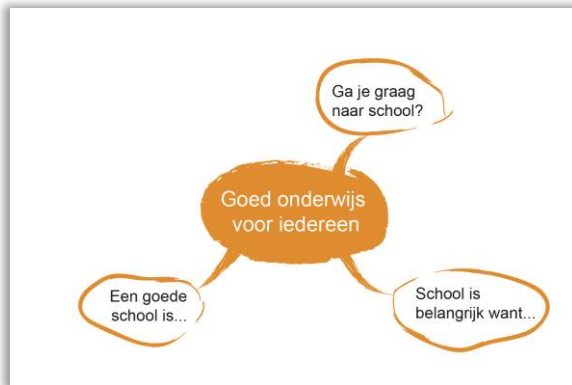 Ga je graag
naar school?
Goed onderwijs
voor iedereen
Een goede
school is...
School is
belangrijk want...